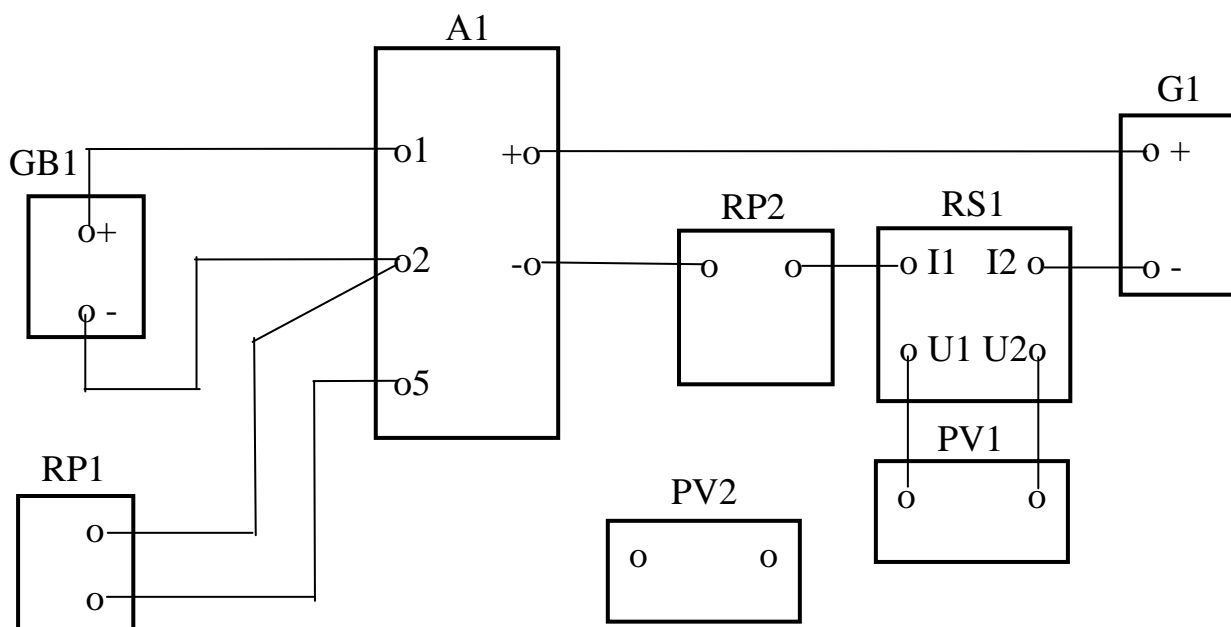 A1
G1
GB1
o1
+o
o +
o+
RP2
RS1
o2
-o
o
o
o I1
I2 o
o -
o -
o U1
U2o
o5
PV1
RP1
PV2
o
o
o
o
o
o
o